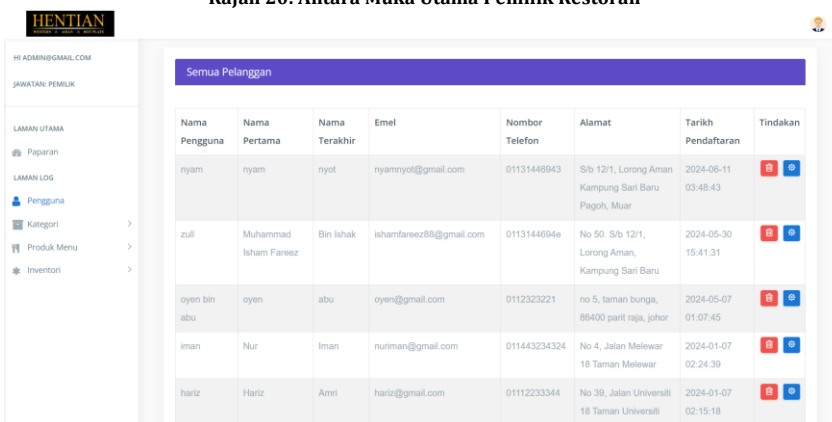 Rajah 20: Antara Muka Utama Pemilik Restoran
HENTIAN
HI ADMIN@GMAIL.COM
JAWATAN: PEMILIK
LAMAN UTAMA
Paparan
LAMAN LOG
Pengguna
Kategori
Produk Menu
Inventori
Semua Pelanggan
Nama Pengguna Nama Pertama Nama Terakhir Emel Nombor Telefon Alamat Tarikh Pendaftaran Tindakan
nyam nyam nyot nyamnyot@gmail.com 01131446943 S/b 12/1, Lorong Aman Kampung Sari Baru Pagoh, Muar 2024-06-11 03:48:43
zull Muhammad Isham Fareez Bin Ishak ishamfareez88@gmail.com 0113144694e No 50. S/b 12/1, Lorong Aman, Kampung Sari Baru 2024-05-30 15:41:31
oyen bin abu oyen abu oyen@gmail.com 0112323221 no 5, taman bunga, 86400 parit raja, johor 2024-05-07 01:07:45
iman Nur Iman nuriman@gmail.com 011443234324 No 4, Jalan Melewar 18 Taman Melewar 2024-01-07 02:24:39
hariz Hariz Amri hariz@gmail.com 01112233344 No 39, Jalan Universiti 18 Taman Universiti 2024-01-07 02:15:18